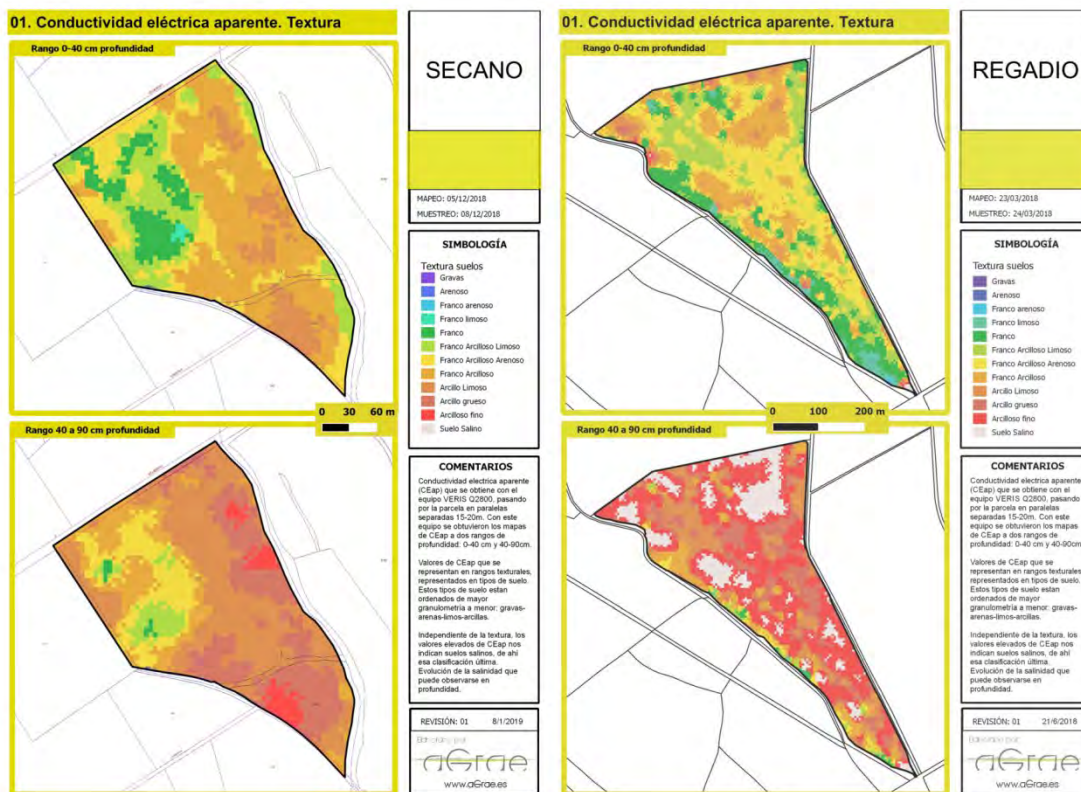 01. Conductividad eléctrica aparente. Textura
Rango 0-40 cm profundidad
0 30 60 m
Rango 40 a 90 cm profundidad
SECANO
MAPEO: 05/12/2018
MUESTREO: 08/12/2018
SIMBOLOGÍA
Textura suelos
Gravas
Arenoso
Franco arenoso
Franco limoso
Franco
Franco Arcilloso Limoso
Franco Arcilloso Arenoso
Franco Arcilloso
Arcillo Limoso
Arcillo grueso
Arcilloso fino
Suelo Salino
COMENTARIOS
Conductividad electrica aparente
(CEap) que se obtiene con el
equipo VERIS Q2800, pasando
por la parcela en paralelas
separadas 15-20m. Con este
equipo se obtuvieron los mapas
de CEap a dos rangos de
profundidad: 0-40 cm y 40-90cm.
Valores de CEap que se
representan en rangos texturales,
representados en tipos de suelo.
Estos tipos de suelo estan
ordenados de mayor
granulometría a menor: gravas-
arenas-limos-arcillas.
Independiente de la textura, los
valores elevados de CEap nos
indican suelos salinos, de ahí
esa clasificación última.
Evolución de la salinidad que
puede observarse en
profundidad.
REVISIÓN: 01 8/1/2019
aGrae
www.aGrae.es
01. Conductividad eléctrica aparente. Textura
Rango 0-40 cm profundidad
0 100 200 m
Rango 40 a 90 cm profundidad
REGADIO
MAPEO: 23/03/2018
MUESTREO: 24/03/2018
SIMBOLOGÍA
Textura suelos
Gravas
Arenoso
Franco arenoso
Franco limoso
Franco
Franco Arcilloso Limoso
Franco Arcilloso Arenoso
Franco Arcilloso
Arcillo Limoso
Arcillo grueso
Arcilloso fino
Suelo Salino
COMENTARIOS
Conductividad electrica aparente
(CEap) que se obtiene con el
equipo VERIS Q2800, pasando
por la parcela en paralelas
separadas 15-20m. Con este
equipo se obtuvieron los mapas
de CEap a dos rangos de
profundidad: 0-40 cm y 40-90cm.
Valores de CEap que se
representan en rangos texturales,
representados en tipos de suelo.
Estos tipos de suelo estan
ordenados de mayor
granulometría a menor: gravas-
arenas-limos-arcillas.
Independiente de la textura, los
valores elevados de CEap nos
indican suelos salinos, de ahí
esa clasificación última.
Evolución de la salinidad que
puede observarse en
profundidad.
REVISIÓN: 01 21/6/2018
aGrae
www.aGrae.es